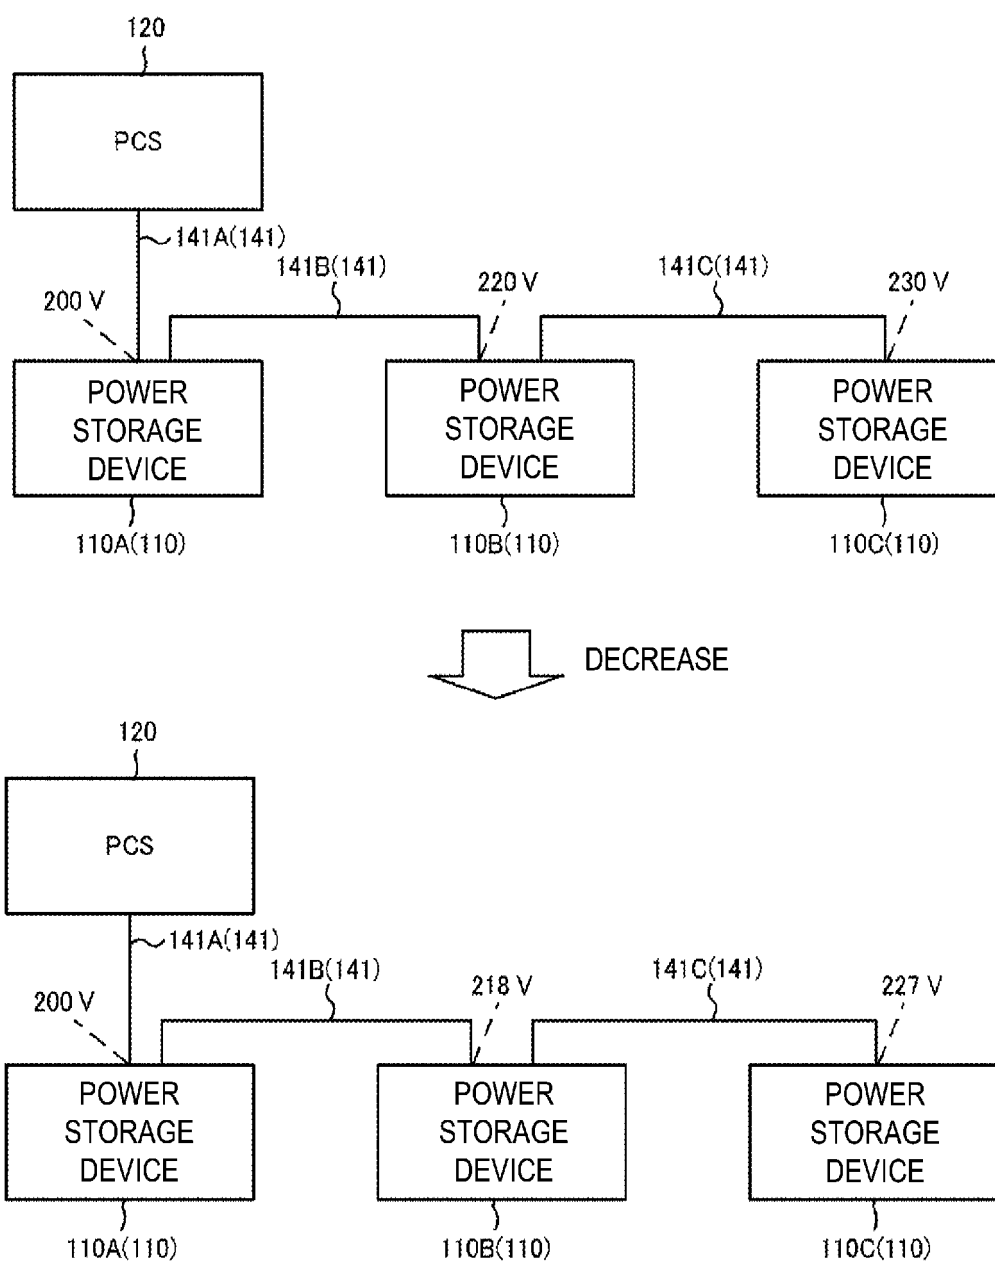 120
PCS
141A(141)
141B(141)
141C(141)
200 V
220 V
230 V
POWER
STORAGE
DEVICE
POWER
STORAGE
DEVICE
POWER
STORAGE
DEVICE
110A(110)
110B(110)
110C(110)
DECREASE
120
PCS
141A(141)
141B(141)
141C(141)
200 V
218 V
227 V
POWER
STORAGE
DEVICE
POWER
STORAGE
DEVICE
POWER
STORAGE
DEVICE
110A(110)
110B(110)
110C(110)